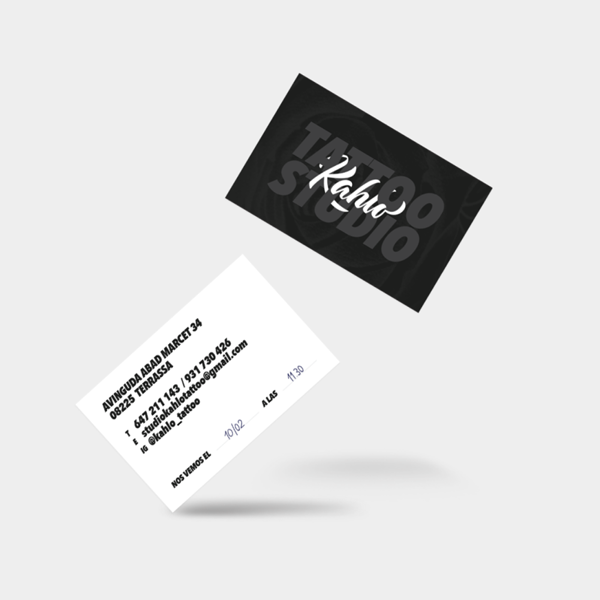 TATTOO
STUDIO
Kahlo
AVINGUDA ABAD MARCET 34
08225 TERRASSA
T 647 211 143 / 931 730 426
E studiokahlotattoo@gmail.com
IG @kahlo_tattoo
NOS VEMOS EL 10/02 A LAS 11:30